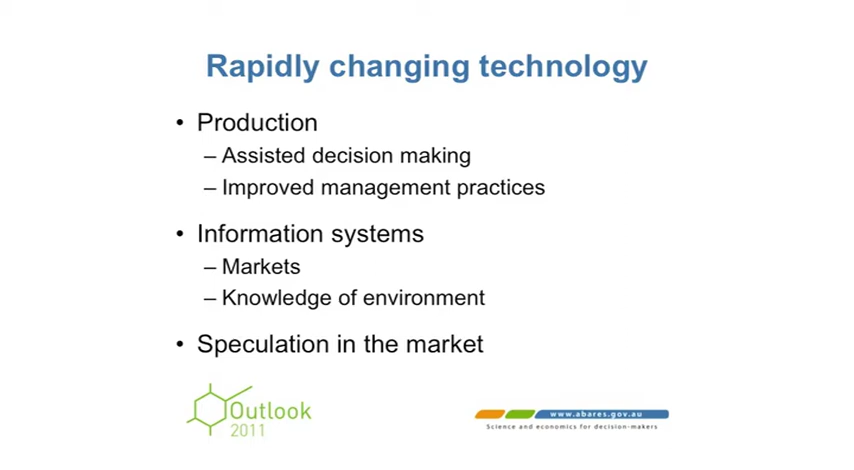 Rapidly changing technology
• Production
– Assisted decision making
– Improved management practices
• Information systems
– Markets
– Knowledge of environment
• Speculation in the market
Outlook
2011
www.abares.gov.au
Science and economics for decision-makers